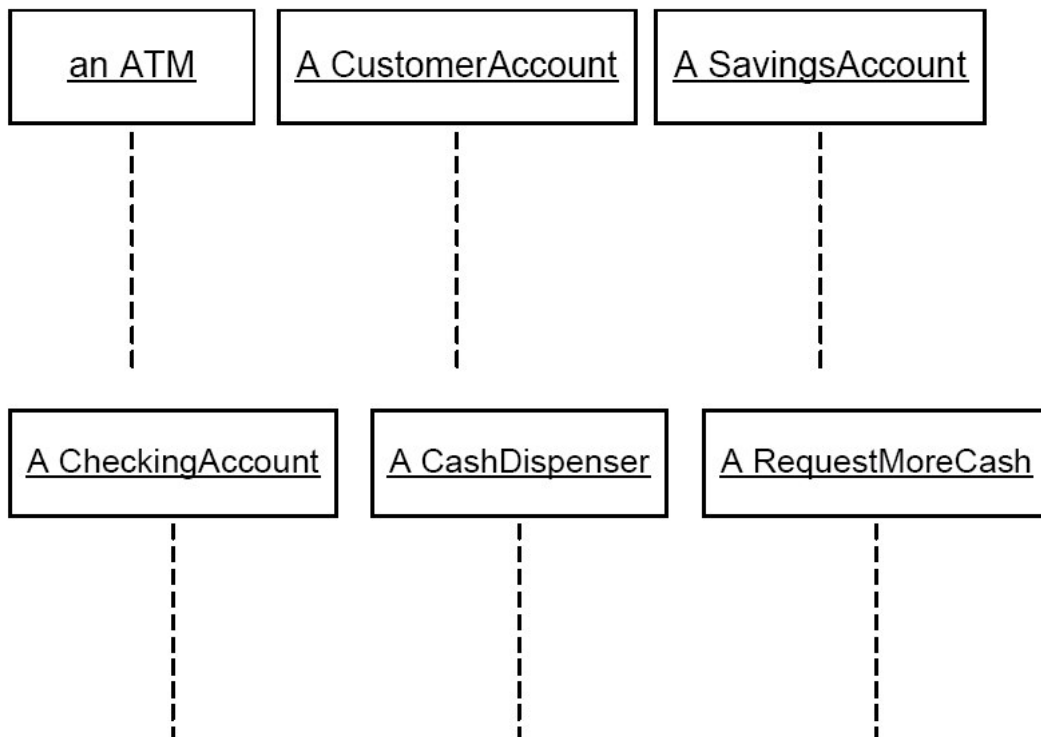 an ATM
A CustomerAccount
A SavingsAccount
A CheckingAccount
A CashDispenser
A RequestMoreCash